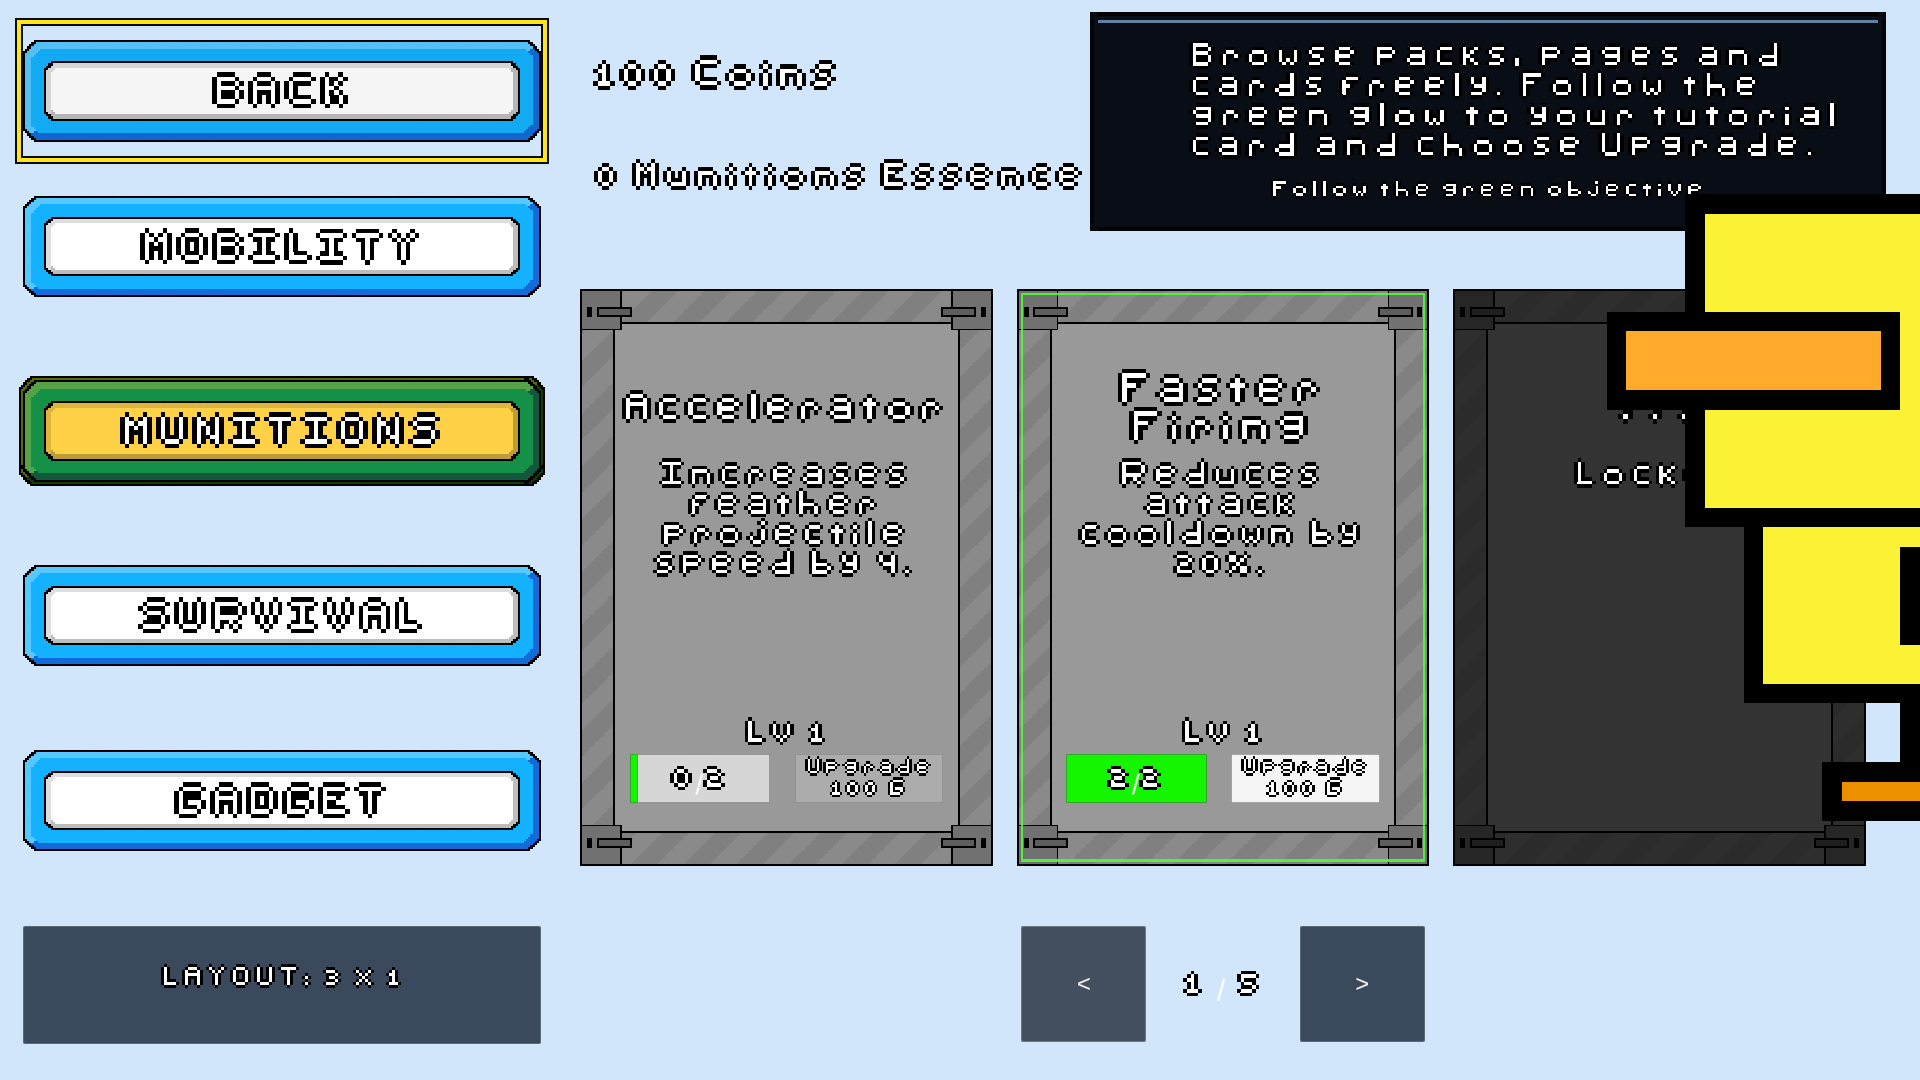 BACK
MOBILITY
MUNITIONS
SURVIVAL
GADGET
LAYOUT: 3 X 1
100 Coins
0 Munitions Essence
Browse packs, pages and
cards freely. Follow the
green glow to your tutorial
card and choose Upgrade.
Follow the green objective
Accelerator
Increases
feather
projectile
speed by 4.
Lv 1
0/2
Upgrade
100 G
Faster
Firing
Reduces
attack
cooldown by
20%.
Lv 1
2/2
Upgrade
100 G
Lock
<
1 / 5
>